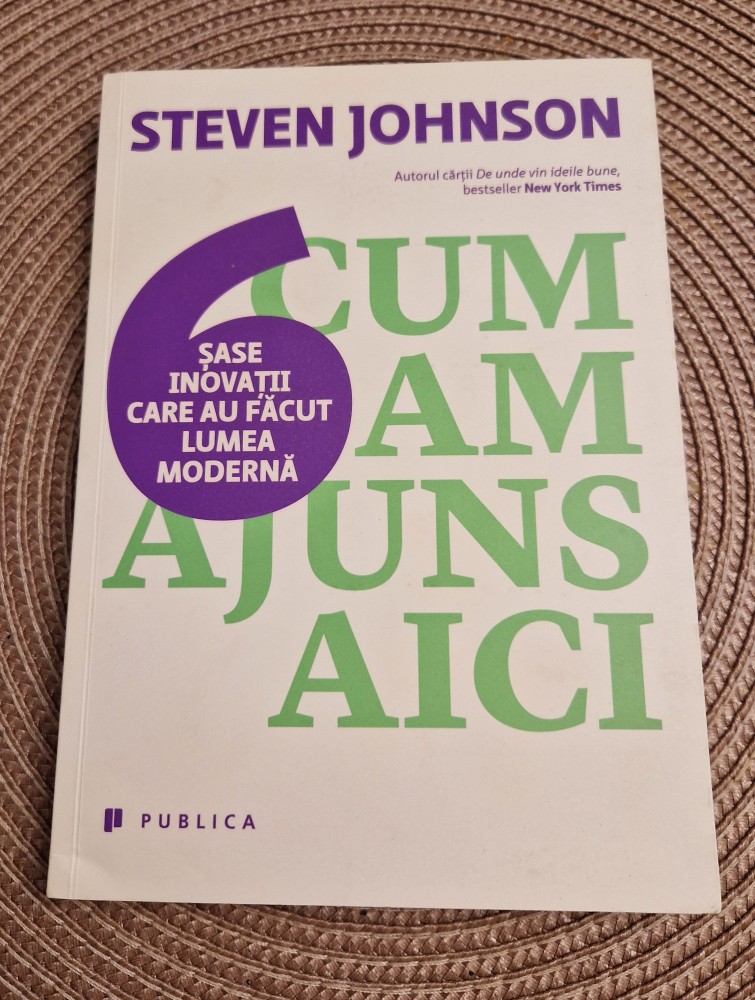 STEVEN JOHNSON
Autorul cărții De unde vin ideile bune,
bestseller New York Times
6
ȘASE
INOVAȚII
CARE AU FĂCUT
LUMEA
MODERNĂ
CUM
AM
AJUNS
AICI
PUBLICA